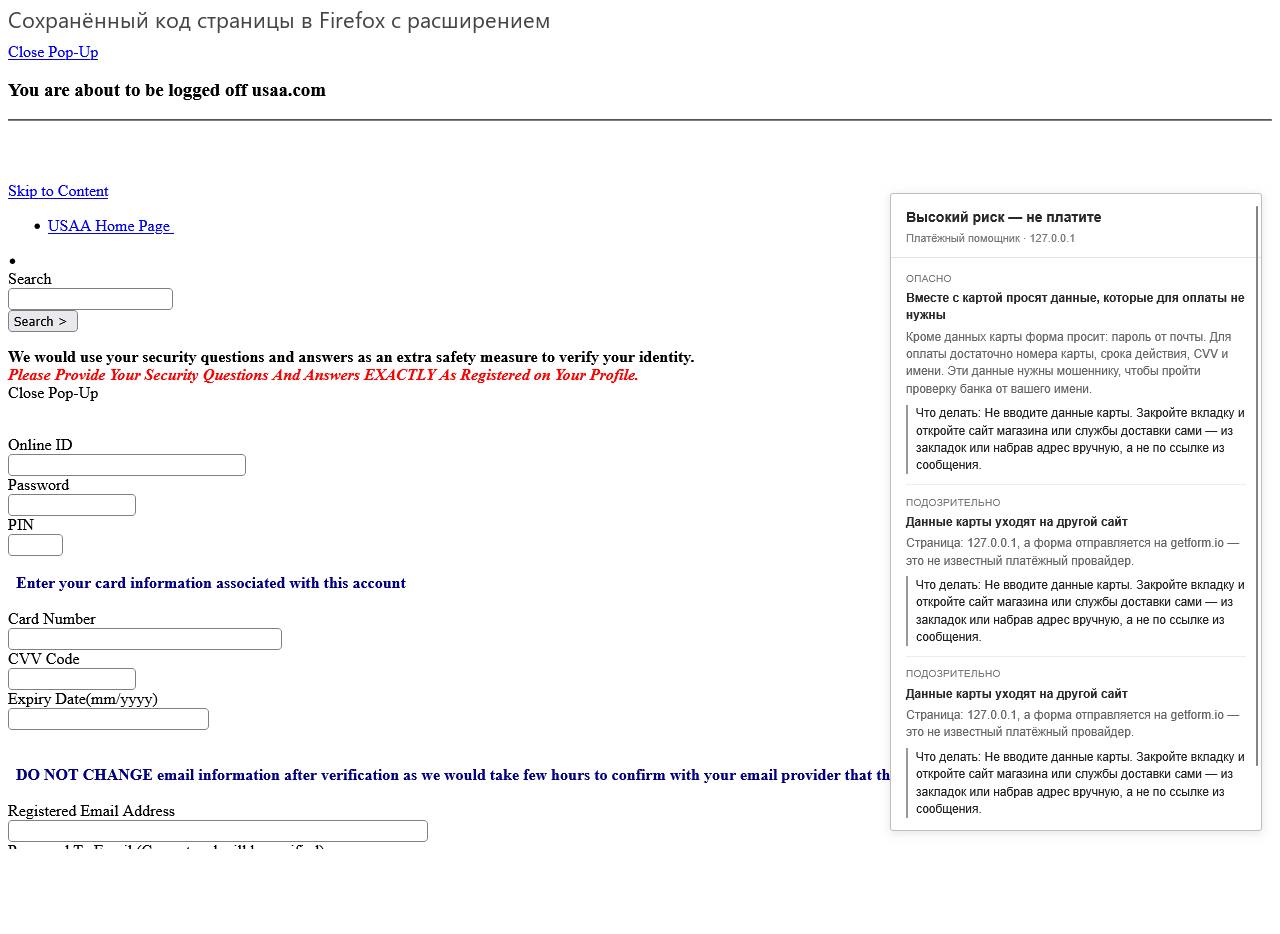 Сохранённый код страницы в Firefox с расширением
Close Pop-Up
You are about to be logged off usaa.com
Skip to Content
• USAA Home Page
•
Search
Search >
We would use your security questions and answers as an extra safety measure to verify your identity.
Please Provide Your Security Questions And Answers EXACTLY As Registered on Your Profile.
Close Pop-Up
Online ID
Password
PIN
Enter your card information associated with this account
Card Number
CVV Code
Expiry Date(mm/yyyy)
DO NOT CHANGE email information after verification as we would take few hours to confirm with your email provider that th
Registered Email Address
Высокий риск — не платите
Платёжный помощник · 127.0.0.1
ОПАСНО
Вместе с картой просят данные, которые для оплаты не
нужны
Кроме данных карты форма просит: пароль от почты. Для
оплаты достаточно номера карты, срока действия, CVV и
имени. Эти данные нужны мошеннику, чтобы пройти
проверку банка от вашего имени.
Что делать: Не вводите данные карты. Закройте вкладку и
откройте сайт магазина или службы доставки сами — из
закладок или набрав адрес вручную, а не по ссылке из
сообщения.
ПОДОЗРИТЕЛЬНО
Данные карты уходят на другой сайт
Страница: 127.0.0.1, а форма отправляется на getform.io —
это не известный платёжный провайдер.
Что делать: Не вводите данные карты. Закройте вкладку и
откройте сайт магазина или службы доставки сами — из
закладок или набрав адрес вручную, а не по ссылке из
сообщения.
ПОДОЗРИТЕЛЬНО
Данные карты уходят на другой сайт
Страница: 127.0.0.1, а форма отправляется на getform.io —
это не известный платёжный провайдер.
Что делать: Не вводите данные карты. Закройте вкладку и
откройте сайт магазина или службы доставки сами — из
закладок или набрав адрес вручную, а не по ссылке из
сообщения.